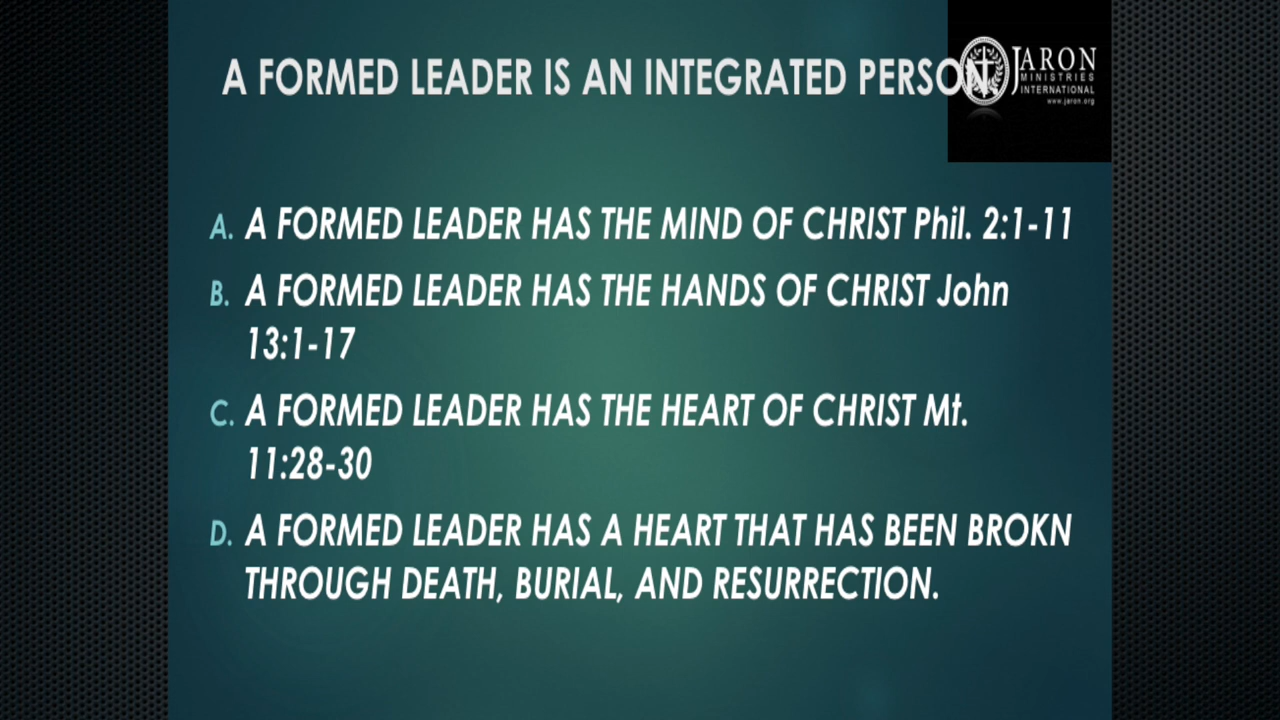 A FORMED LEADER IS AN INTEGRATED PERSON
JARON
MINISTRIES
INTERNATIONAL
www.jaron.org
A. A FORMED LEADER HAS THE MIND OF CHRIST Phil. 2:1-11
B. A FORMED LEADER HAS THE HANDS OF CHRIST John
13:1-17
C. A FORMED LEADER HAS THE HEART OF CHRIST Mt.
11:28-30
D. A FORMED LEADER HAS A HEART THAT HAS BEEN BROKN
THROUGH DEATH, BURIAL, AND RESURRECTION.